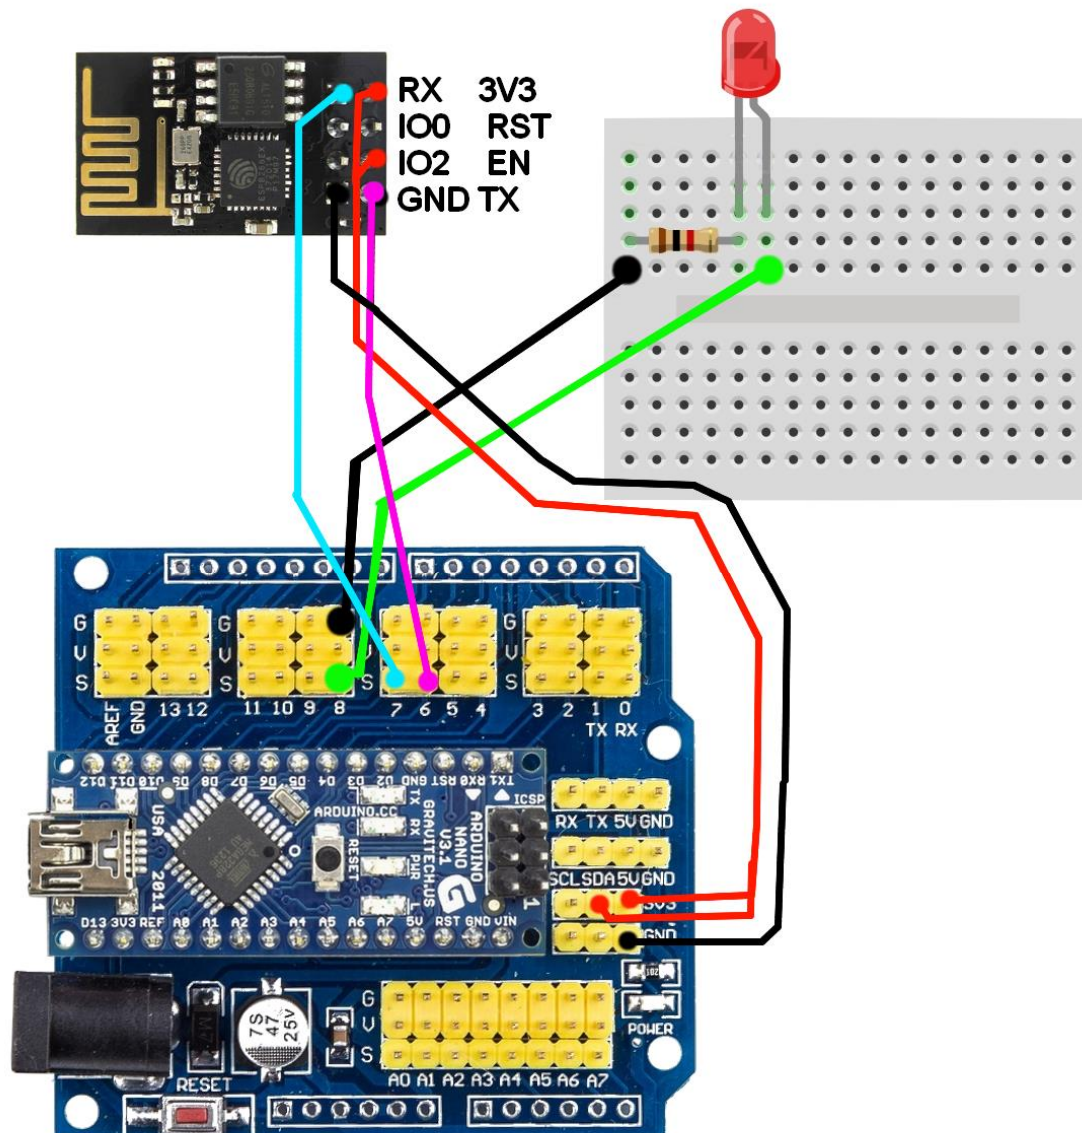 RX 3V3
IO0 RST
IO2 EN
GND TX
G
V
S
AREF
GND
13 12
11 10 9 8
G
V
S
7 6 5 4
G
V
S
3 2 1 0
TX RX
D12 D11 D10 D9 D8 D7 D6 D5 D4 D3 D2 GND RST RX0 TX1
USA
2011
ARDUINO.CC
RESET
TX
RX
PWR
L
GRAVITECH.US
ARDUINO
NANO
V3.1
G
ICSP
1
D13 3V3 REF A0 A1 A2 A3 A4 A5 A6 A7 5V RST GND VIN
RX TX 5V GND
SCL SDA 5V GND
3V3
GND
POWER
7S
47
25V
RESET
G
V
S
A0 A1 A2 A3 A4 A5 A6 A7